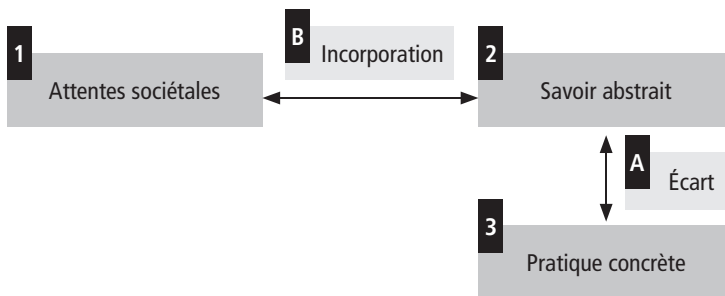 1
Attentes sociétales
B
Incorporation
2
Savoir abstrait
A
Écart
3
Pratique concrète